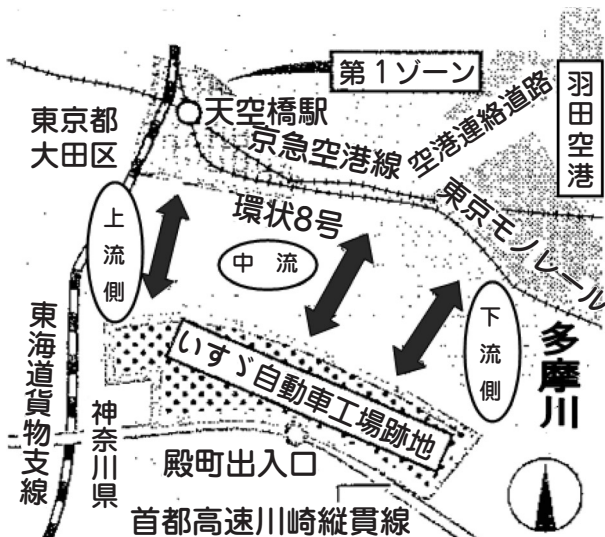 第1ゾーン
羽田空港
天空橋駅
東京都
大田区
京急空港線
空港連絡道路
東京モノレール
環状8号
上流側
中流
下流側
多摩川
いすゞ自動車工場跡地
東海道貨物支線
神奈川県
殿町出入口
首都高速川崎縦貫線